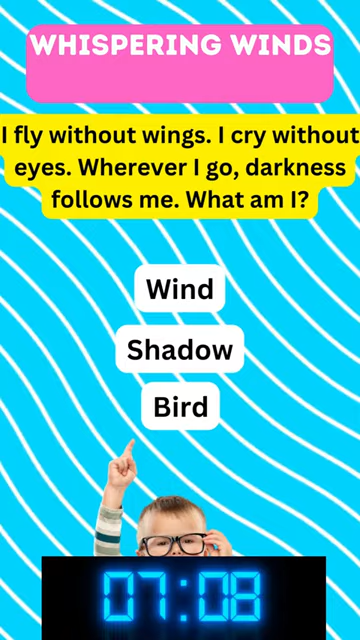 WHISPERING WINDS
I fly without wings. I cry without
eyes. Wherever I go, darkness
follows me. What am I?
Wind
Shadow
Bird
07:08